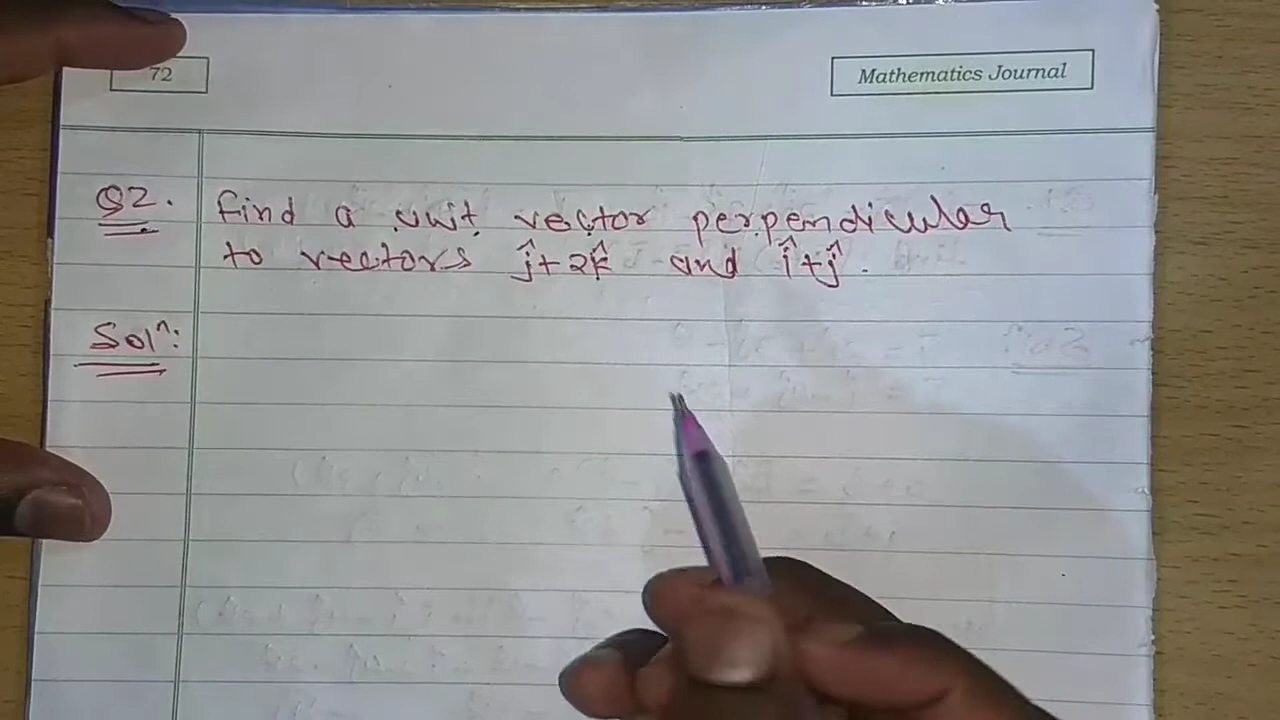 72
Mathematics Journal
Q2. Find a unit vector perpendicular
to vectors ĵ+2k̂ and î+ĵ.
Solⁿ: